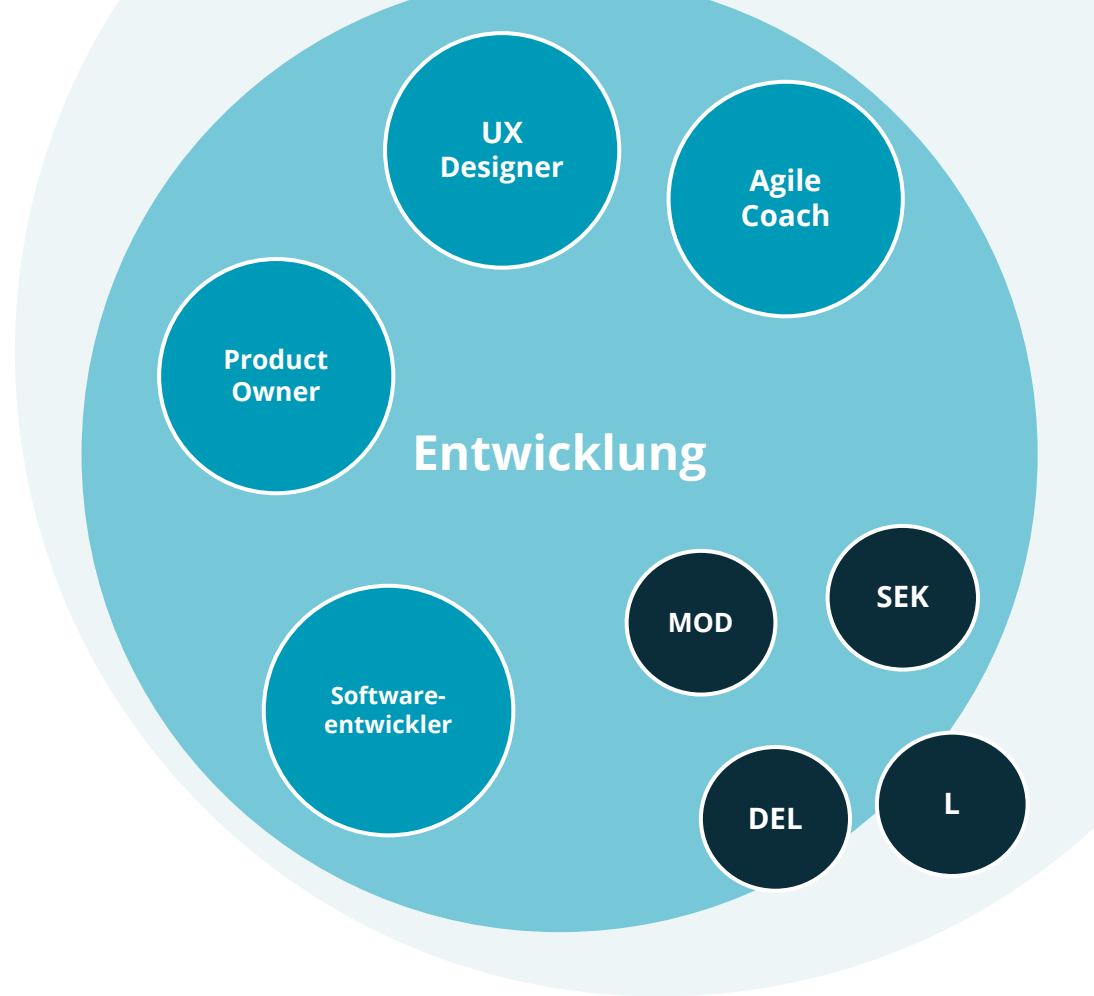 UX
Designer
Agile
Coach
Product
Owner
Entwicklung
SEK
MOD
Software-
entwickler
L
DEL